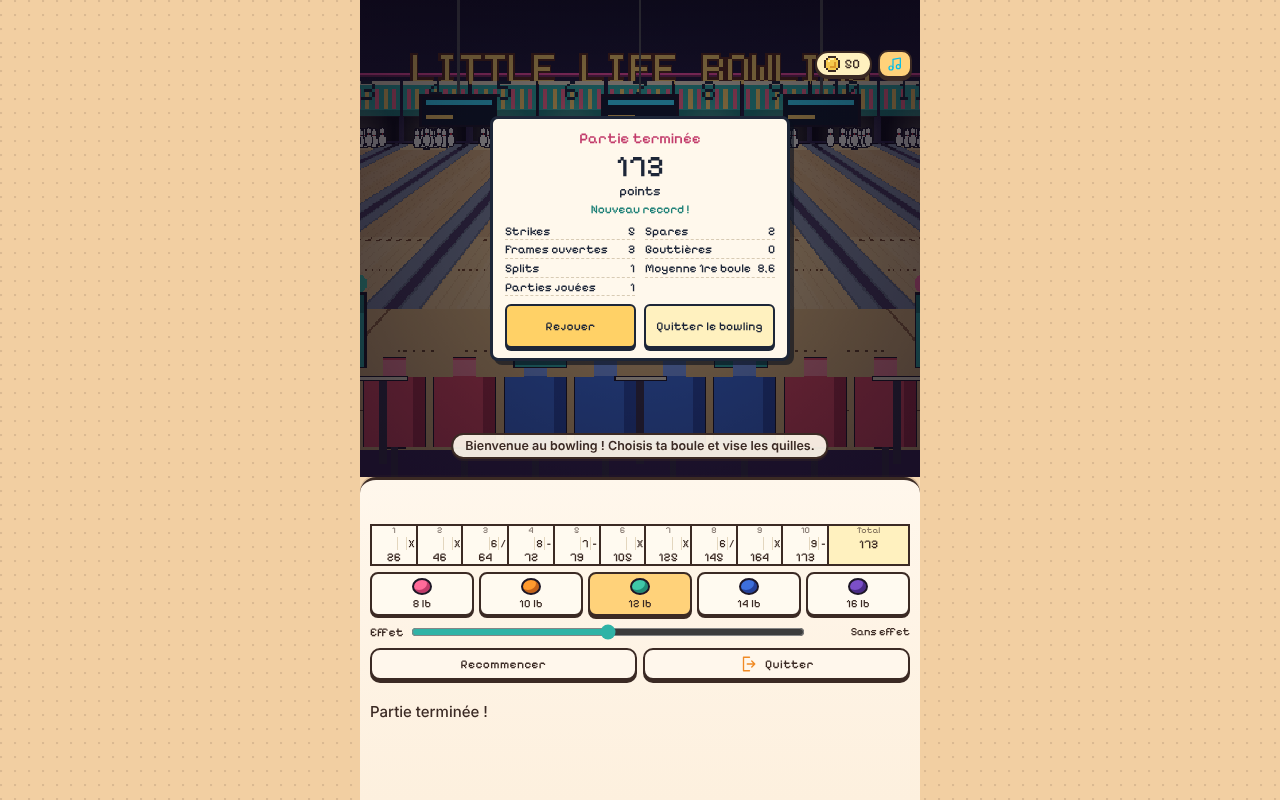 LITTLE LIFE BOWL
50
Partie terminée
173
points
Nouveau record !
Strikes 5 Spares 2
Frames ouvertes 3 Gouttières 0
Splits 1 Moyenne 1re boule 8,6
Parties jouées 1
Rejouer Quitter le bowling
Bienvenue au bowling ! Choisis ta boule et vise les quilles.
1 2 3 4 5 6 7 8 9 10 Total
X X 6 / 8 - 7 - X X 6 / X 9 - 173
26 46 64 72 79 105 125 145 164 173
8 lb 10 lb 12 lb 14 lb 16 lb
Effet Sans effet
Recommencer Quitter
Partie terminée !